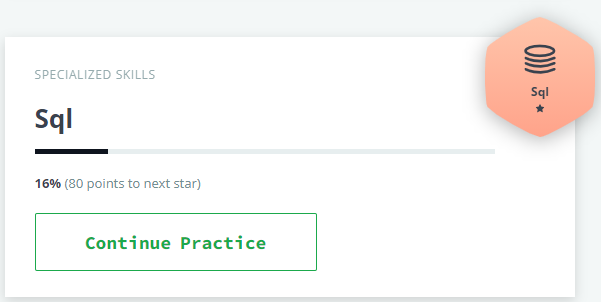 SPECIALIZED SKILLS
Sql
Sql
16% (80 points to next star)
Continue Practice